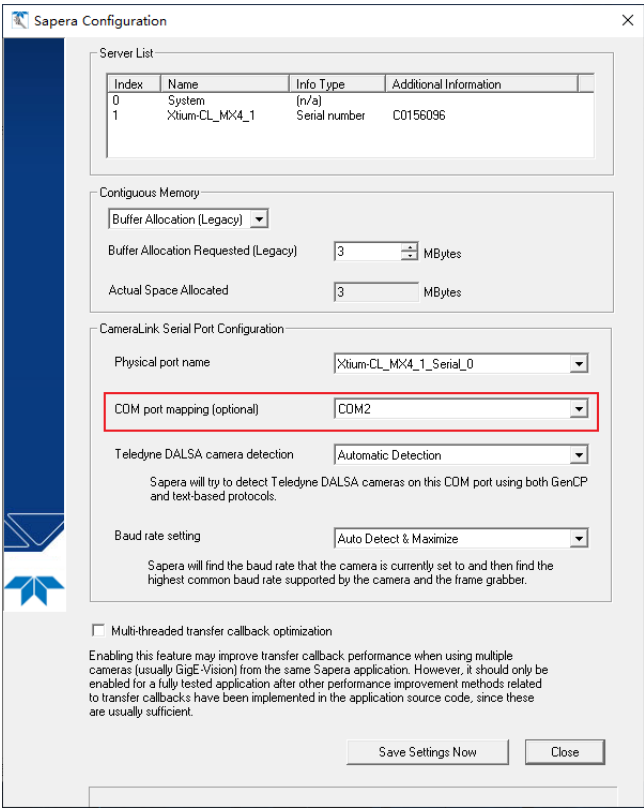 Sapera Configuration
Server List
Index Name Info Type Additional Information
0 System (n/a)
1 Xtium-CL_MX4_1 Serial number C0156096
Contiguous Memory
Buffer Allocation (Legacy)
Buffer Allocation Requested (Legacy) 3 MBytes
Actual Space Allocated 3 MBytes
CameraLink Serial Port Configuration
Physical port name Xtium-CL_MX4_1_Serial_0
COM port mapping (optional) COM2
Teledyne DALSA camera detection Automatic Detection
Sapera will try to detect Teledyne DALSA cameras on this COM port using both GenCP
and text-based protocols.
Baud rate setting Auto Detect & Maximize
Sapera will find the baud rate that the camera is currently set to and then find the
highest common baud rate supported by the camera and the frame grabber.
Multi-threaded transfer callback optimization
Enabling this feature may improve transfer callback performance when using multiple
cameras (usually GigE-Vision) from the same Sapera application. However, it should only be
enabled for a fully tested application after other performance improvement methods related
to transfer callbacks have been implemented in the application source code, since these
are usually sufficient.
Save Settings Now Close